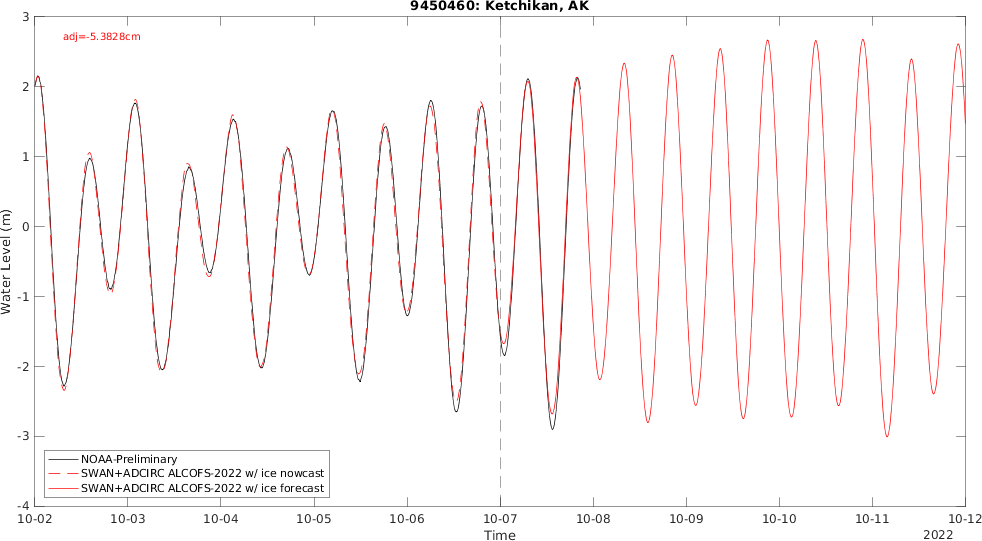 9450460: Ketchikan, AK
adj=-5.3828cm
3
2
1
0
-1
-2
-3
-4
Water Level (m)
NOAA-Preliminary
SWAN+ADCIRC ALCOFS-2022 w/ ice nowcast
SWAN+ADCIRC ALCOFS-2022 w/ ice forecast
10-02 10-03 10-04 10-05 10-06 10-07 10-08 10-09 10-10 10-11 10-12
Time
2022